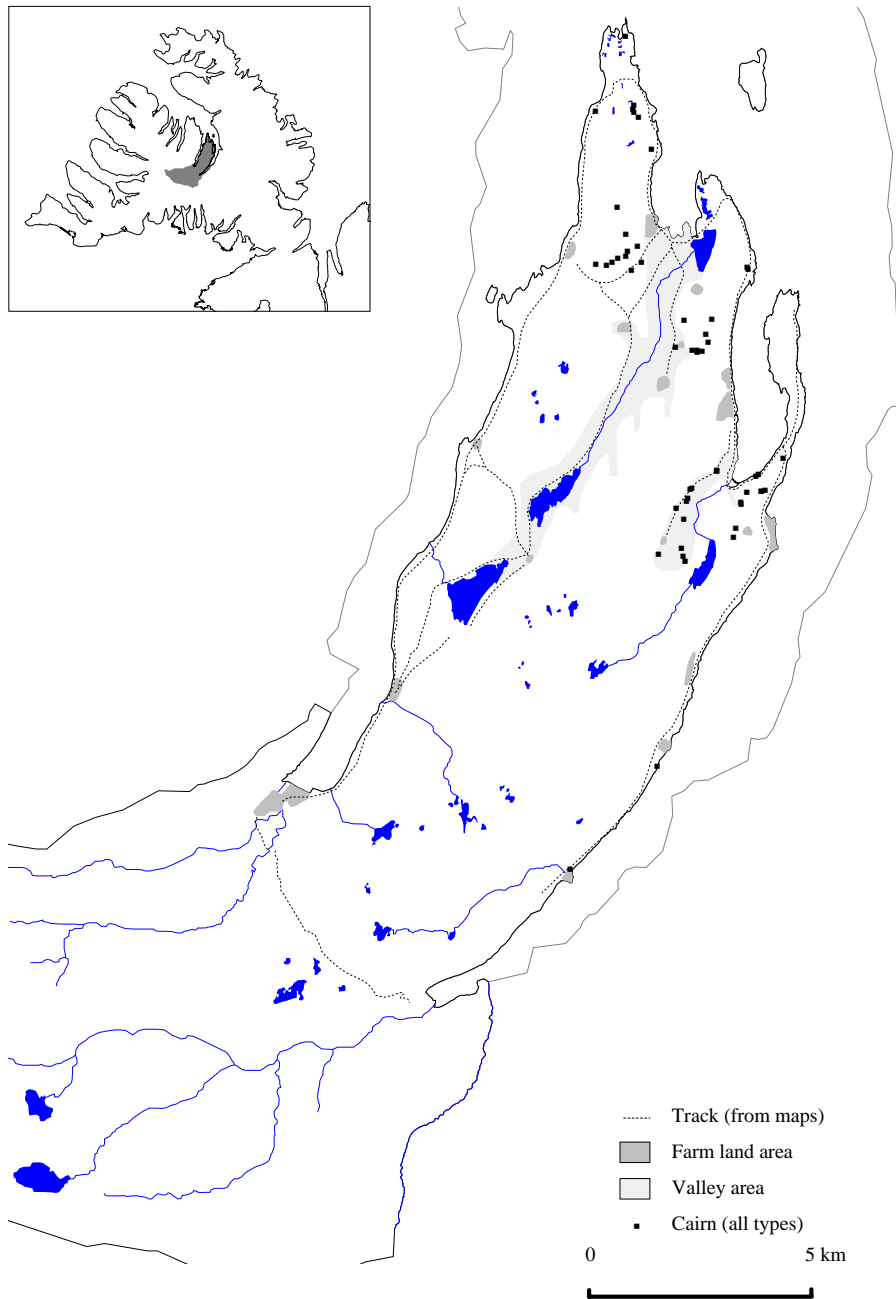 Track (from maps)
Farm land area
Valley area
Cairn (all types)
0 5 km